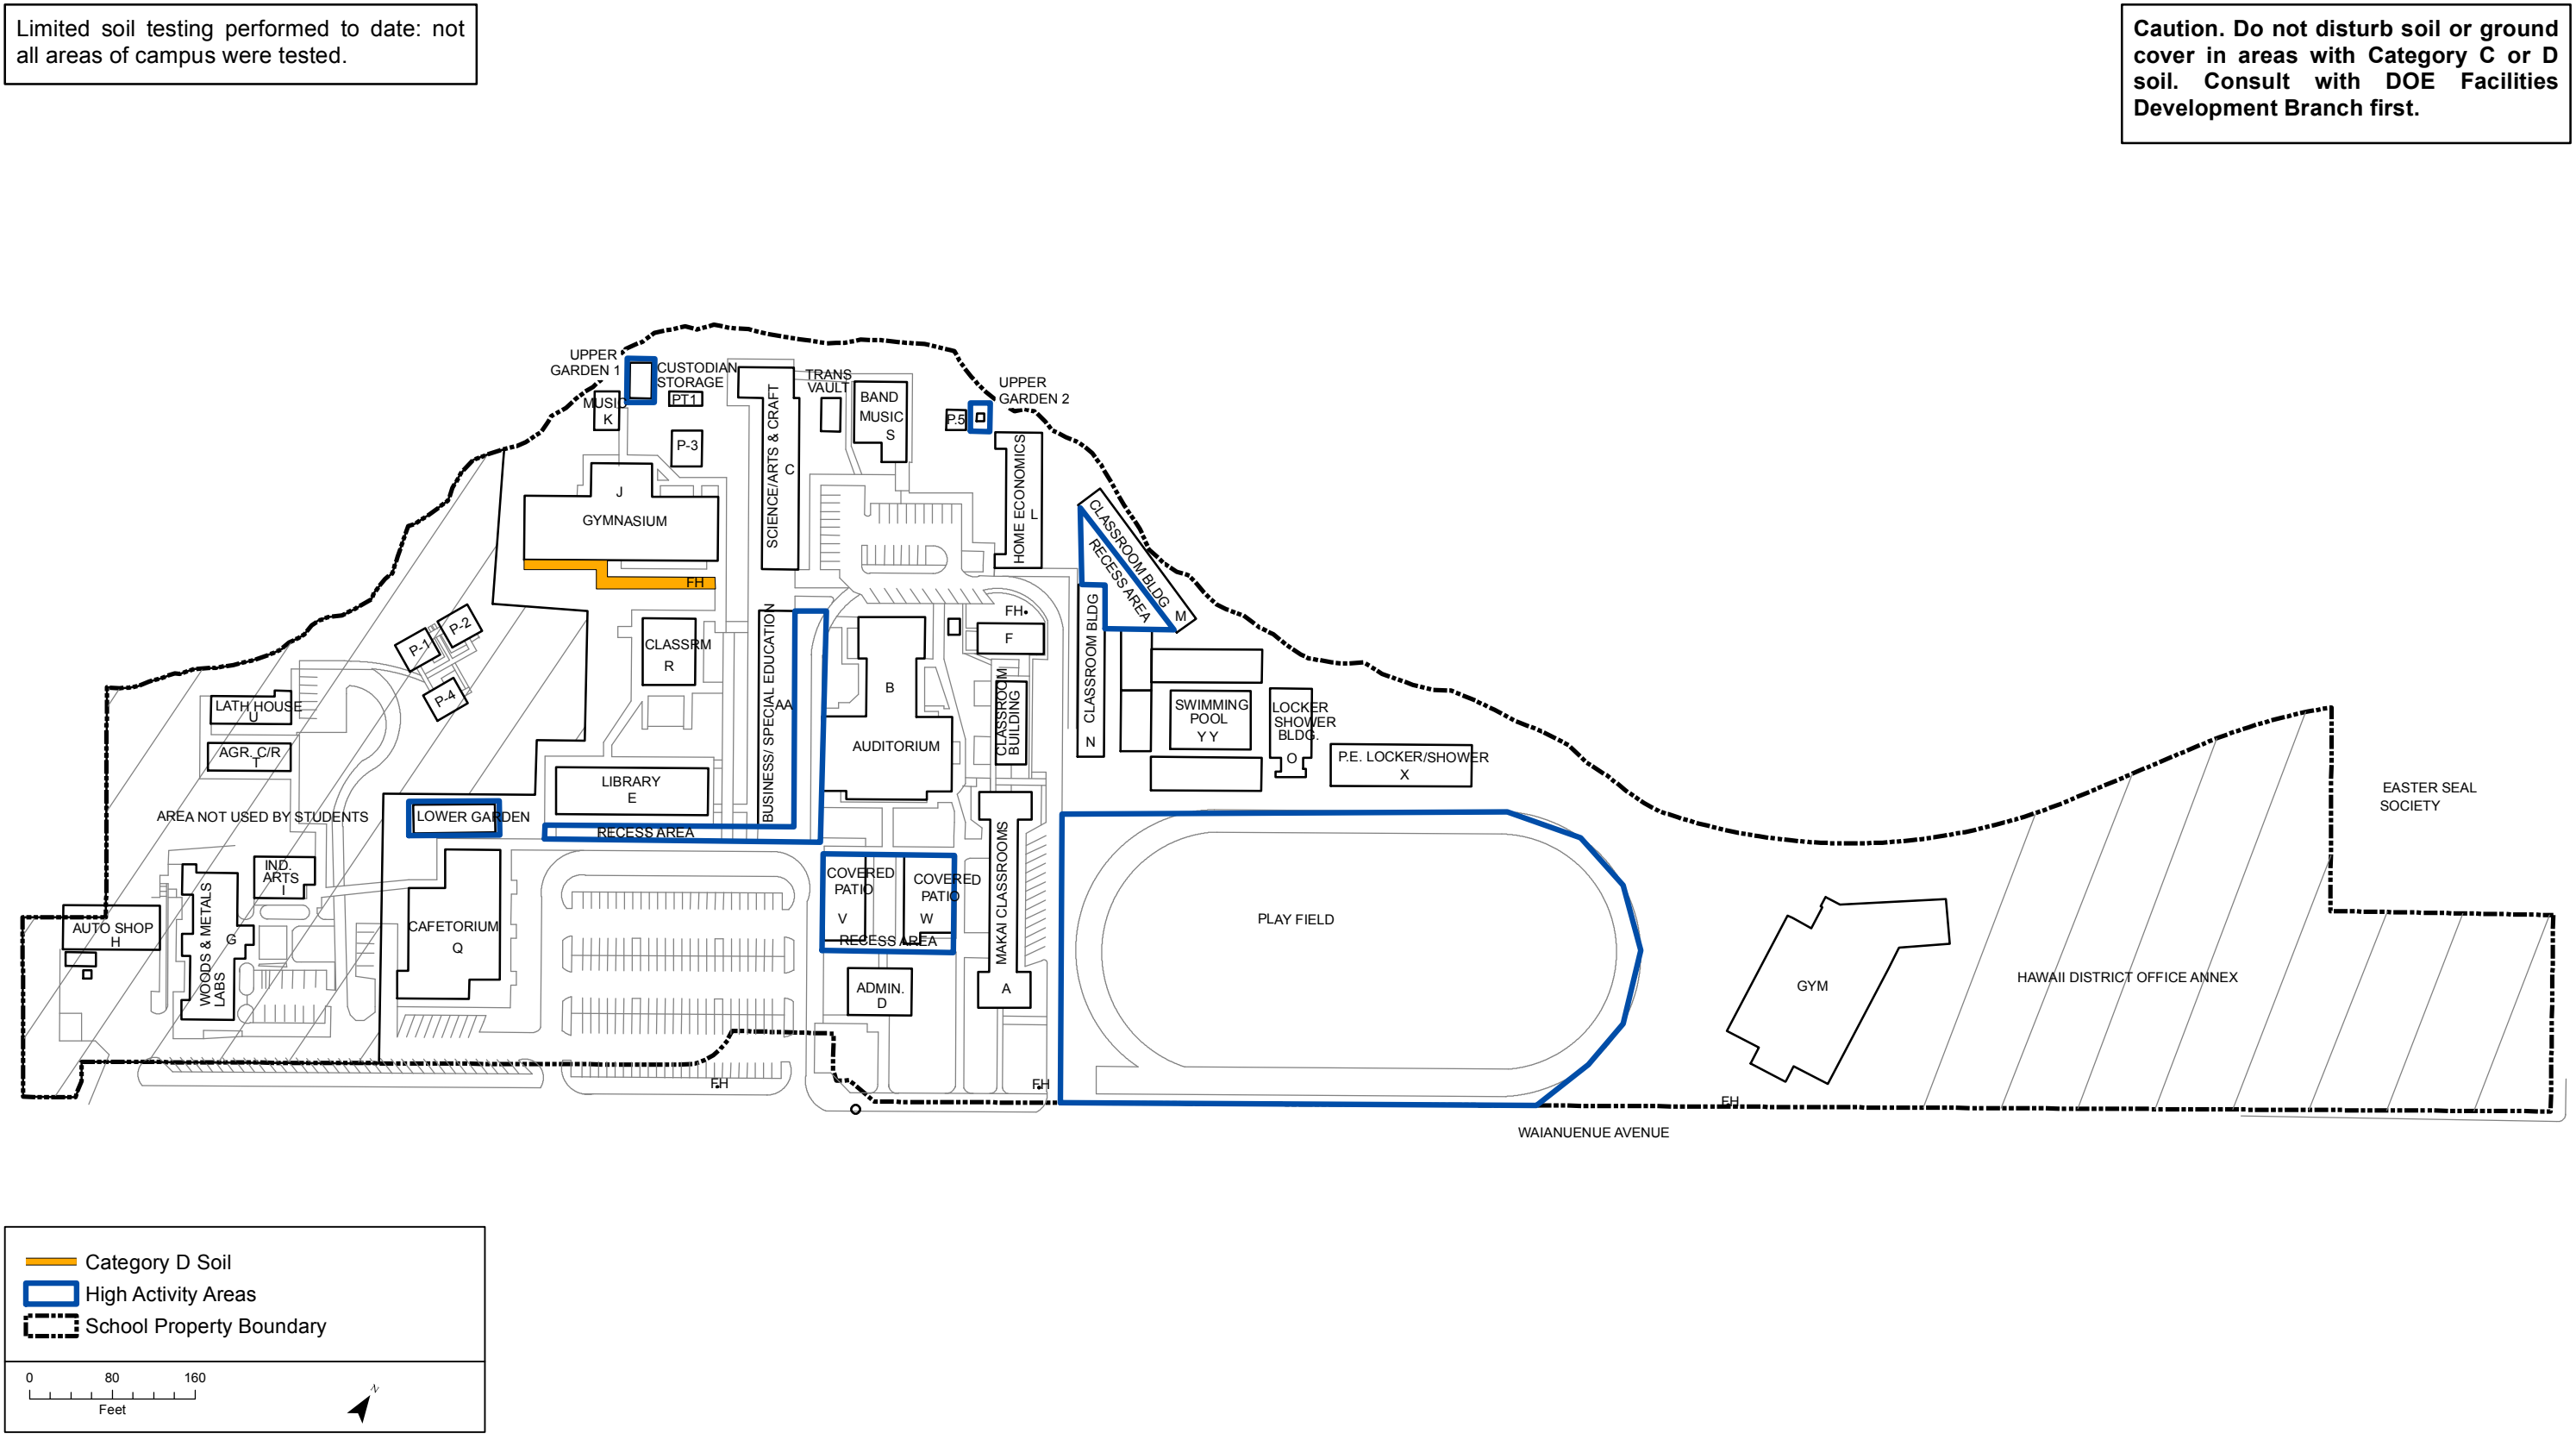 Limited soil testing performed to date: not
all areas of campus were tested.
Caution. Do not disturb soil or ground
cover in areas with Category C or D
soil. Consult with DOE Facilities
Development Branch first.
UPPER
GARDEN 1
CUSTODIAN
STORAGE
PT1
MUSIC
K
P-3
J
GYMNASIUM
FH
SCIENCE/ARTS & CRAFT
C
TRANS
VAULT
BAND
MUSIC
S
P.5
UPPER
GARDEN 2
HOME ECONOMICS
L
CLASSROOM BLDG
M
RECESS AREA
FH
F
P-1
P-2
P-4
CLASSRM
R
BUSINESS/ SPECIAL EDUCATION
AA
B
AUDITORIUM
CLASSROOM
BUILDING
CLASSROOM BLDG
N
SWIMMING
POOL
YY
LOCKER
SHOWER
BLDG.
O
P.E. LOCKER/SHOWER
X
LATH HOUSE
U
AGR. C/R
T
AREA NOT USED BY STUDENTS
LOWER GARDEN
LIBRARY
E
RECESS AREA
EASTER SEAL
SOCIETY
IND.
ARTS
I
AUTO SHOP
H
WOODS & METALS
LABS
G
CAFETORIUM
Q
COVERED
PATIO
V
COVERED
PATIO
W
RECESS AREA
MAKAI CLASSROOMS
A
ADMIN.
D
PLAY FIELD
GYM
HAWAII DISTRICT OFFICE ANNEX
FH
FH
FH
WAIANUENUE AVENUE
Category D Soil
High Activity Areas
School Property Boundary
0 80 160
Feet
N